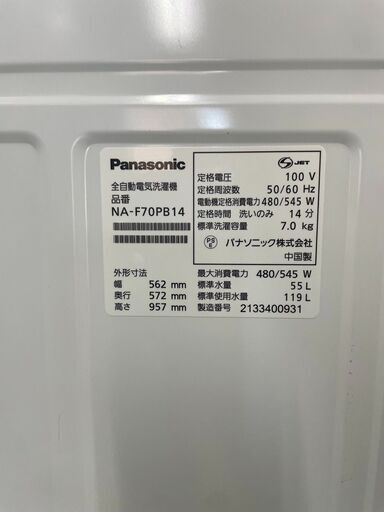 Panasonic
全自動電気洗濯機
品番
NA-F70PB14
外形寸法
幅 562 mm
奥行 572 mm
高さ 957 mm
JET
定格電圧 100 V
定格周波数 50/60 Hz
電動機定格消費電力 480/545 W
定格時間 洗いのみ 14 分
標準洗濯容量 7.0 kg
PS
E
パナソニック株式会社
中国製
最大消費電力 480/545 W
標準水量 55 L
標準使用水量 119 L
製造番号 2133400931